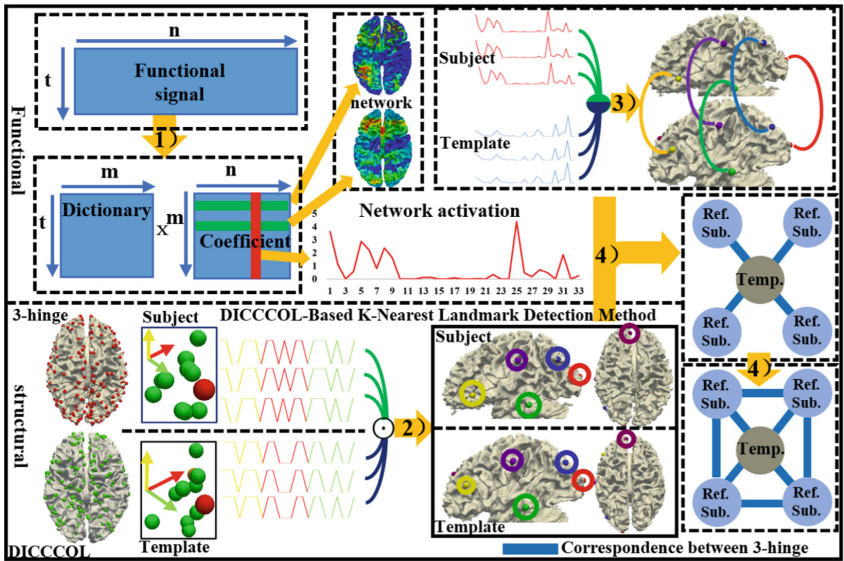 n
t
Functional
signal
1)
m
n
t
Dictionary
x
m
Coefficient
Functional
network
Subject
Template
3)
Network activation
5
4
3
2
1
0
1 3 5 7 9 11 13 15 17 19 21 23 25 27 29 31 33
4)
Ref.
Sub.
Ref.
Sub.
Temp.
Ref.
Sub.
Ref.
Sub.
4)
Ref.
Sub.
Ref.
Sub.
Temp.
Ref.
Sub.
Ref.
Sub.
DICCCOL-Based K-Nearest Landmark Detection Method
3-hinge
Subject
structural
DICCCOL
Template
2)
Subject
Template
Correspondence between 3-hinge